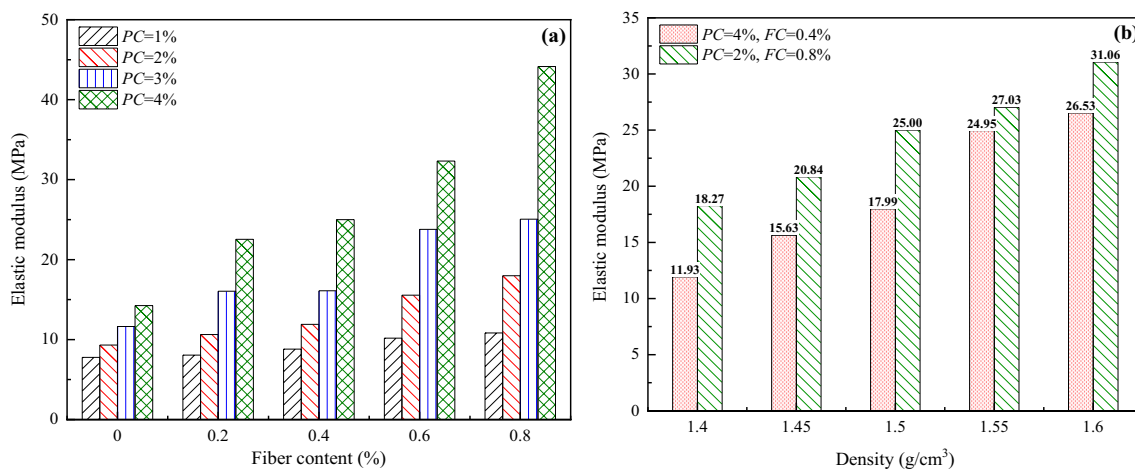 (a)
PC=1%
PC=2%
PC=3%
PC=4%
50
40
30
20
10
0
Elastic modulus (MPa)
0 0.2 0.4 0.6 0.8
Fiber content (%)
(b)
PC=4%, FC=0.4%
PC=2%, FC=0.8%
35
30
25
20
15
10
5
0
Elastic modulus (MPa)
11.93
18.27
15.63
20.84
17.99
25.00
24.95
27.03
26.53
31.06
1.4 1.45 1.5 1.55 1.6
Density (g/cm³)